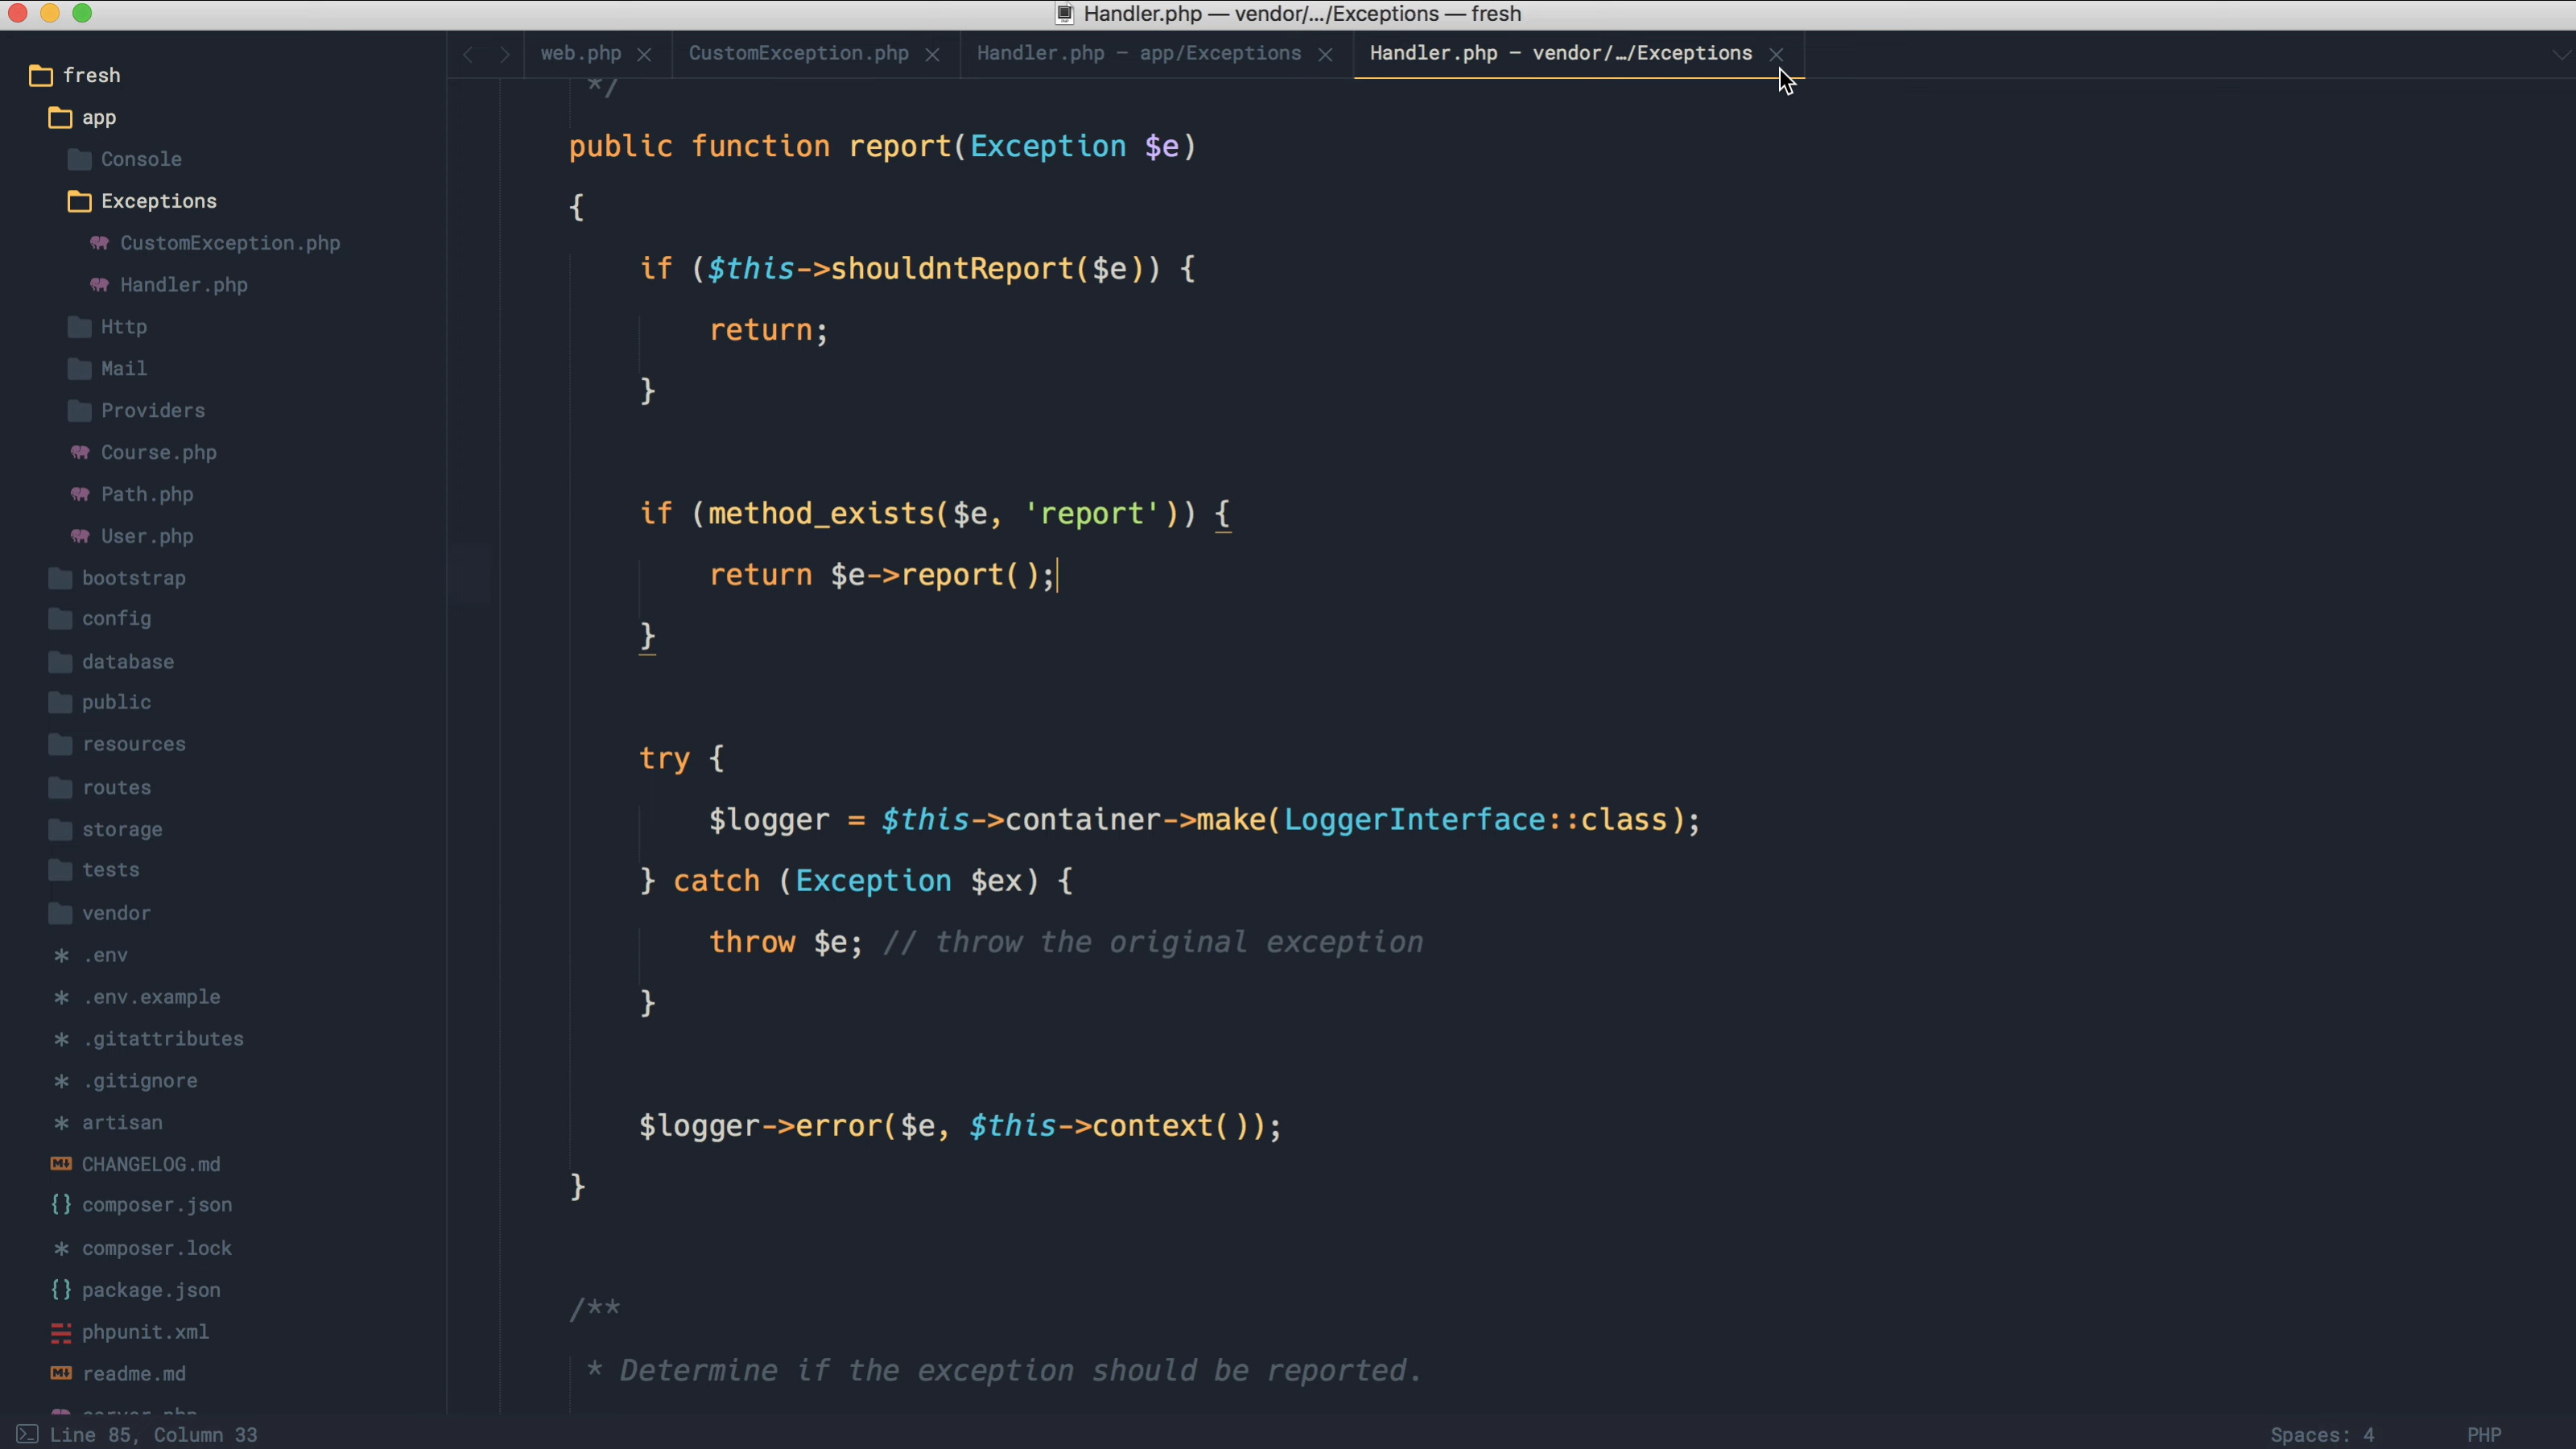 Handler.php — vendor/.../Exceptions — fresh
web.php
CustomException.php
Handler.php — app/Exceptions
Handler.php — vendor/…/Exceptions
fresh
app
Console
Exceptions
CustomException.php
Handler.php
Http
Mail
Providers
Course.php
Path.php
User.php
bootstrap
config
database
public
resources
routes
storage
tests
vendor
* .env
* .env.example
* .gitattributes
* .gitignore
* artisan
CHANGELOG.md
{} composer.json
* composer.lock
{} package.json
phpunit.xml
readme.md
*/
public function report(Exception $e)
{
if ($this->shouldntReport($e)) {
return;
}
if (method_exists($e, 'report')) {
return $e->report();
}
try {
$logger = $this->container->make(LoggerInterface::class);
} catch (Exception $ex) {
throw $e; // throw the original exception
}
$logger->error($e, $this->context());
}
/**
* Determine if the exception should be reported.
Line 85, Column 33
Spaces: 4
PHP